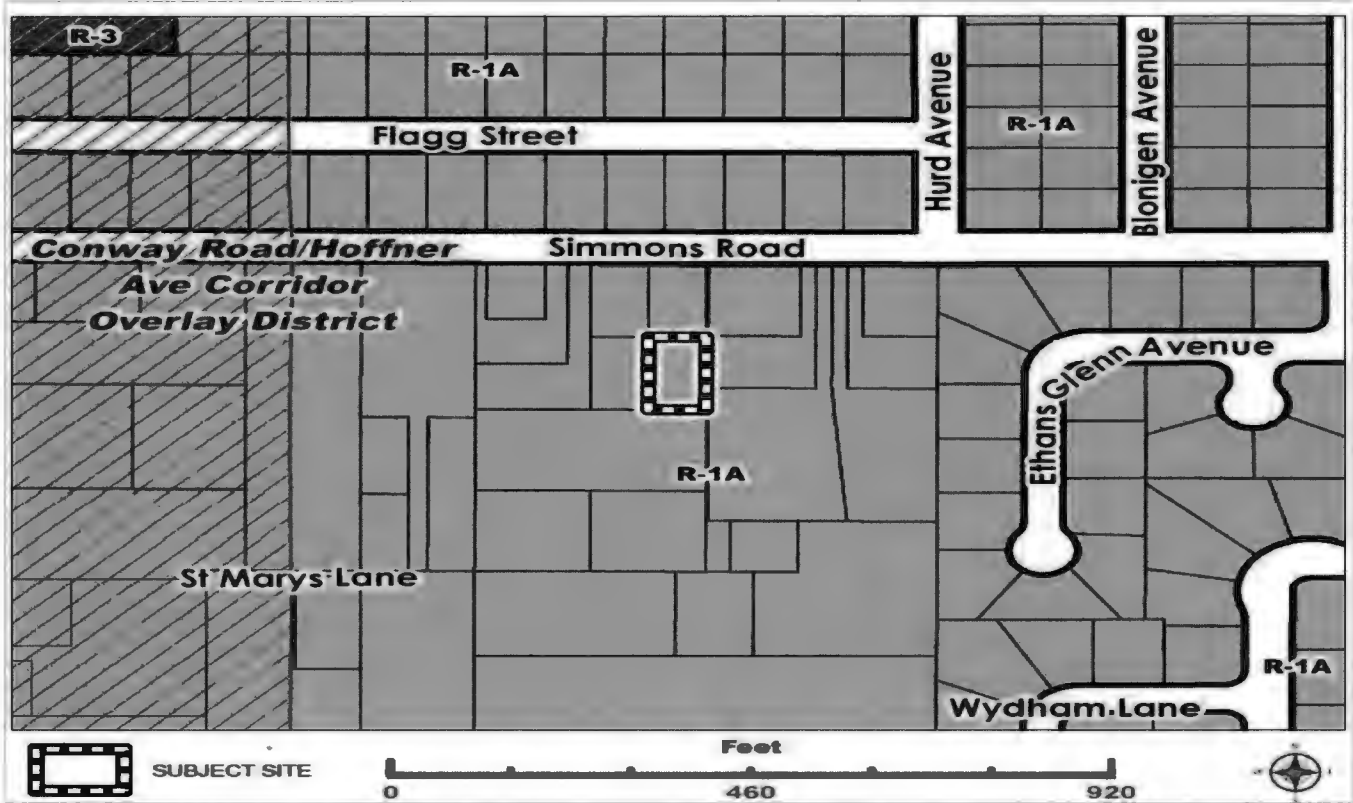 R-3
R-1A
Flagg Street
Hurd Avenue
R-1A
Blonigen Avenue
Conway Road/Hoffner
Ave Corridor
Overlay District
Simmons Road
Ethans Glenn Avenue
R-1A
St Marys Lane
R-1A
Wydham Lane
SUBJECT SITE
Feet
0 460 920